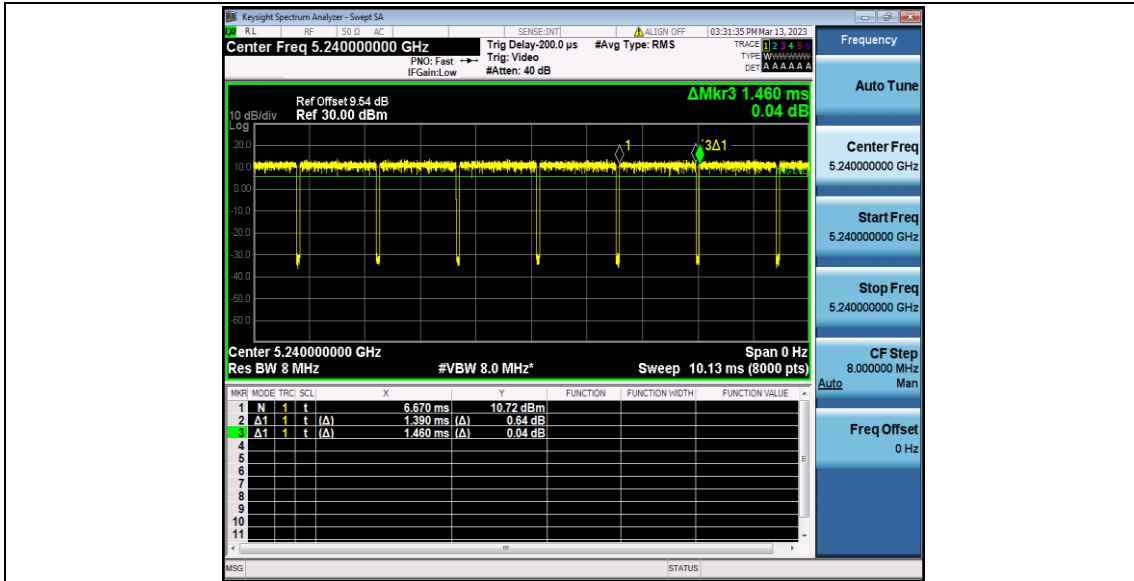 Keysight Spectrum Analyzer - Swept SA
RL RF 50 Ω AC SENSE:INT ALIGN OFF 03:31:35 PM Mar 13, 2023
Center Freq 5.240000000 GHz Trig Delay-200.0 µs #Avg Type: RMS TRACE 1 2 3 4 5 6
PNO: Fast Trig: Video TYPE
IFGain:Low #Atten: 40 dB DET A A A A A A
ΔMkr3 1.460 ms
0.04 dB
Ref Offset 9.54 dB
10 dB/div Ref 30.00 dBm
Log
20.0
10.0
0.00
-10.0
-20.0
-30.0
-40.0
-50.0
-60.0
1
3Δ1
Center 5.240000000 GHz Span 0 Hz
Res BW 8 MHz #VBW 8.0 MHz* Sweep 10.13 ms (8000 pts)
MKR MODE TRC SCL X Y FUNCTION FUNCTION WIDTH FUNCTION VALUE
1 N 1 t 6.670 ms 10.72 dBm
2 Δ1 1 t (Δ) 1.390 ms (Δ) 0.64 dB
3 Δ1 1 t (Δ) 1.460 ms (Δ) 0.04 dB
4
5
6
7
8
9
10
11
MSG STATUS
Frequency
Auto Tune
Center Freq
5.240000000 GHz
Start Freq
5.240000000 GHz
Stop Freq
5.240000000 GHz
CF Step
8.000000 MHz
Auto Man
Freq Offset
0 Hz